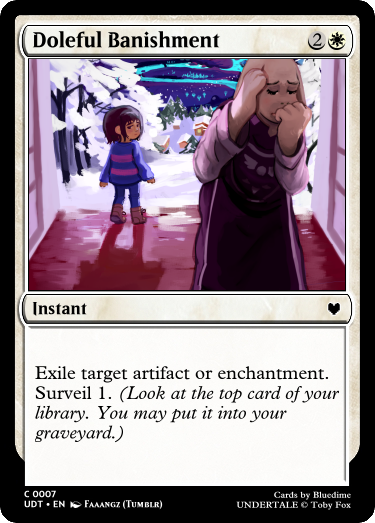 Doleful Banishment 2
Instant
Exile target artifact or enchantment.
Surveil 1. (Look at the top card of your
library. You may put it into your
graveyard.)
C 0007
UDT • EN FAAANGZ (TUMBLR)
Cards by Bluedime
UNDERTALE © Toby Fox